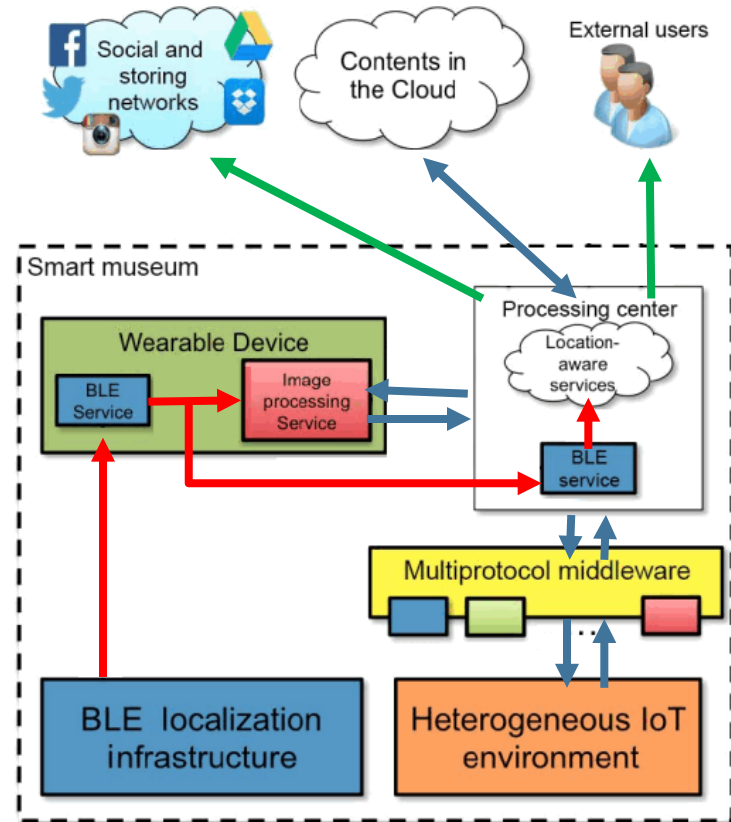 Social and
storing
networks
Contents in
the Cloud
External users
Smart museum
Processing center
Location-
aware
services
Wearable Device
BLE
Service
Image
processing
Service
BLE
service
Multiprotocol middleware
...
BLE localization
infrastructure
Heterogeneous IoT
environment